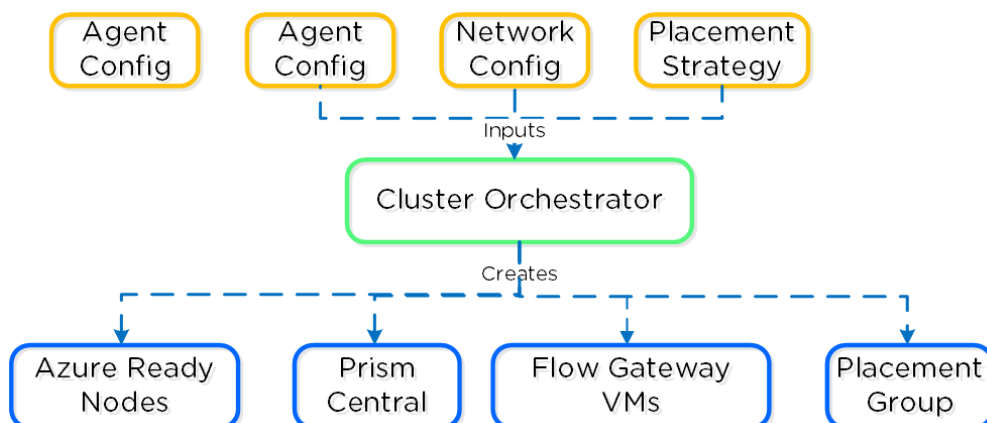 Agent
Config
Agent
Config
Network
Config
Placement
Strategy
Inputs
Cluster Orchestrator
Creates
Azure Ready
Nodes
Prism
Central
Flow Gateway
VMs
Placement
Group